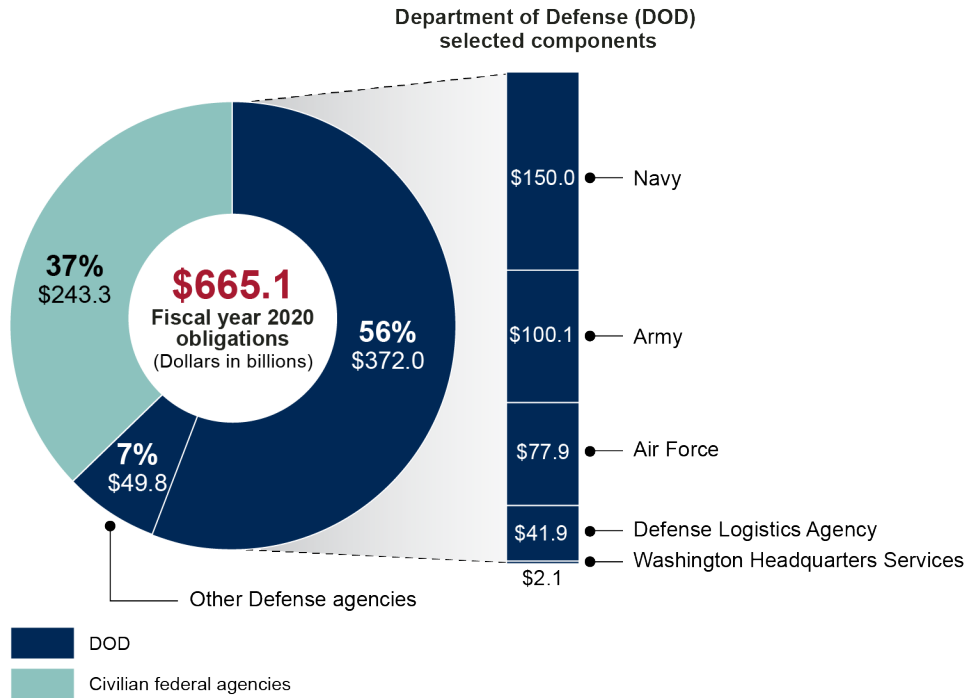 Department of Defense (DOD)
selected components
$150.0
Navy
37%
$243.3
$665.1
Fiscal year 2020
obligations
(Dollars in billions)
56%
$372.0
$100.1
Army
7%
$49.8
$77.9
Air Force
$41.9
Defense Logistics Agency
Washington Headquarters Services
$2.1
Other Defense agencies
DOD
Civilian federal agencies